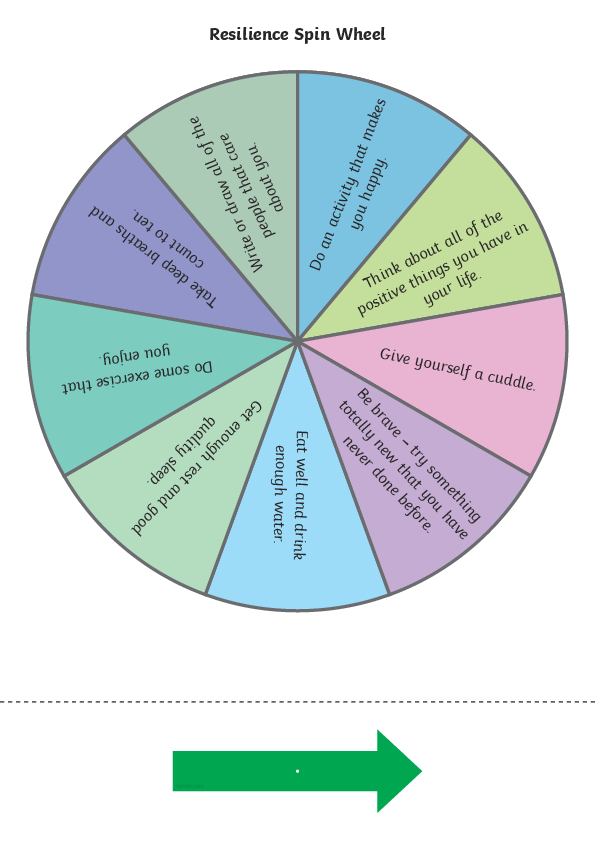 Resilience Spin Wheel
Do an activity that makes
you happy.
Think about all of the
positive things you have in
your life.
Give yourself a cuddle.
Be brave – try something
totally new that you have
never done before.
Eat well and drink
enough water.
Get enough rest and good
quality sleep.
Do some exercise that
you enjoy.
Take deep breaths and
count to ten.
Write or draw all of the
people that care
about you.